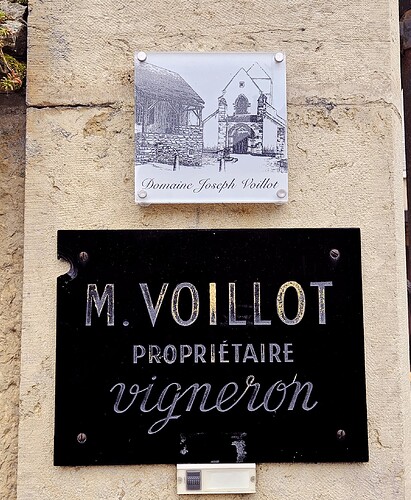 Domaine Joseph Voillot
M. VOILLOT
PROPRIÉTAIRE
vigneron